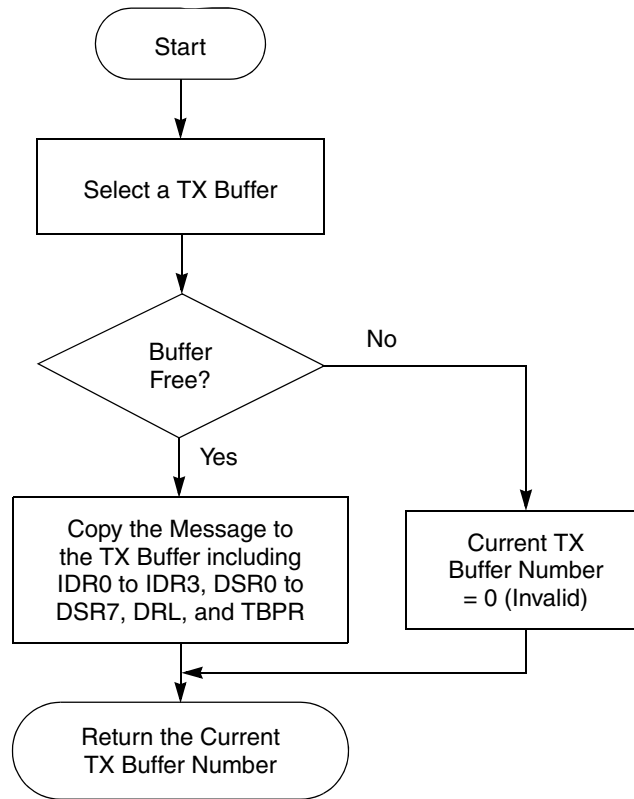 Start
Select a TX Buffer
Buffer
Free?
No
Yes
Copy the Message to
the TX Buffer including
IDR0 to IDR3, DSR0 to
DSR7, DRL, and TBPR
Current TX
Buffer Number
= 0 (Invalid)
Return the Current
TX Buffer Number